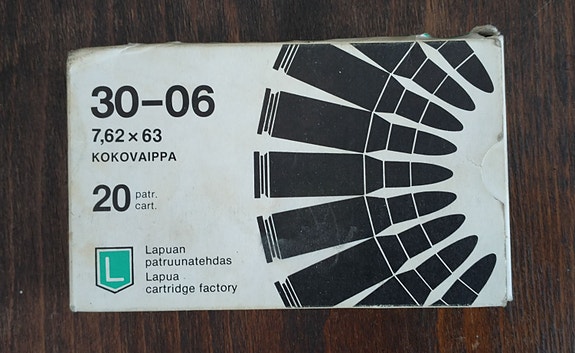 30-06
7,62 × 63
KOKOVAIPPA
20 patr.
cart.
L
Lapuan
patruunatehdas
Lapua
cartridge factory